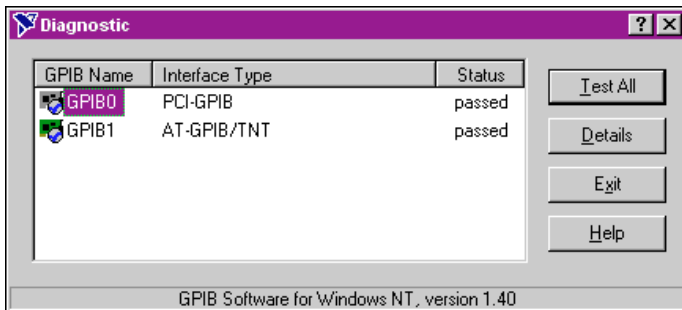 Diagnostic
GPIB Name Interface Type Status
GPIB0 PCI-GPIB passed
GPIB1 AT-GPIB/TNT passed
Test All
Details
Exit
Help
GPIB Software for Windows NT, version 1.40